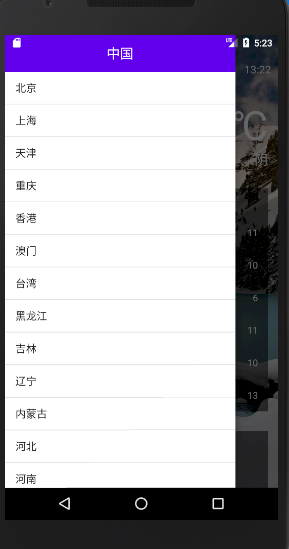 5:23
中国
13:22
℃
阴
北京
上海
天津
重庆
香港
11
澳门
10
台湾
6
黑龙江
11
吉林
10
辽宁
13
内蒙古
河北
河南